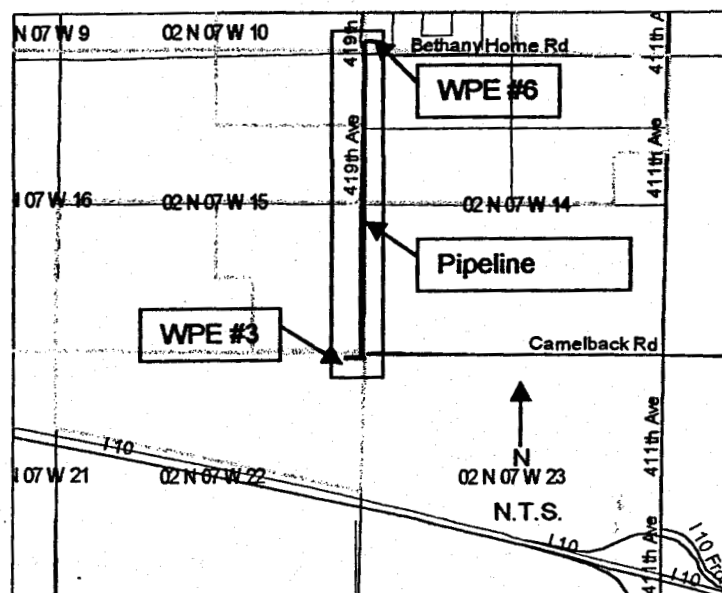 N 07 W 9
02 N 07 W 10
419th
Bethany Home Rd
411th A
WPE #6
419th Ave
411th Ave
07 W 16
02 N 07 W 15
02 N 07 W 14
Pipeline
WPE #3
Camelback Rd
I 10
411th Ave
N
07 W 21
02 N 07 W 22
02 N 07 W 23
N.T.S.
I 10
I 10 Fro
411th Ave
I 10